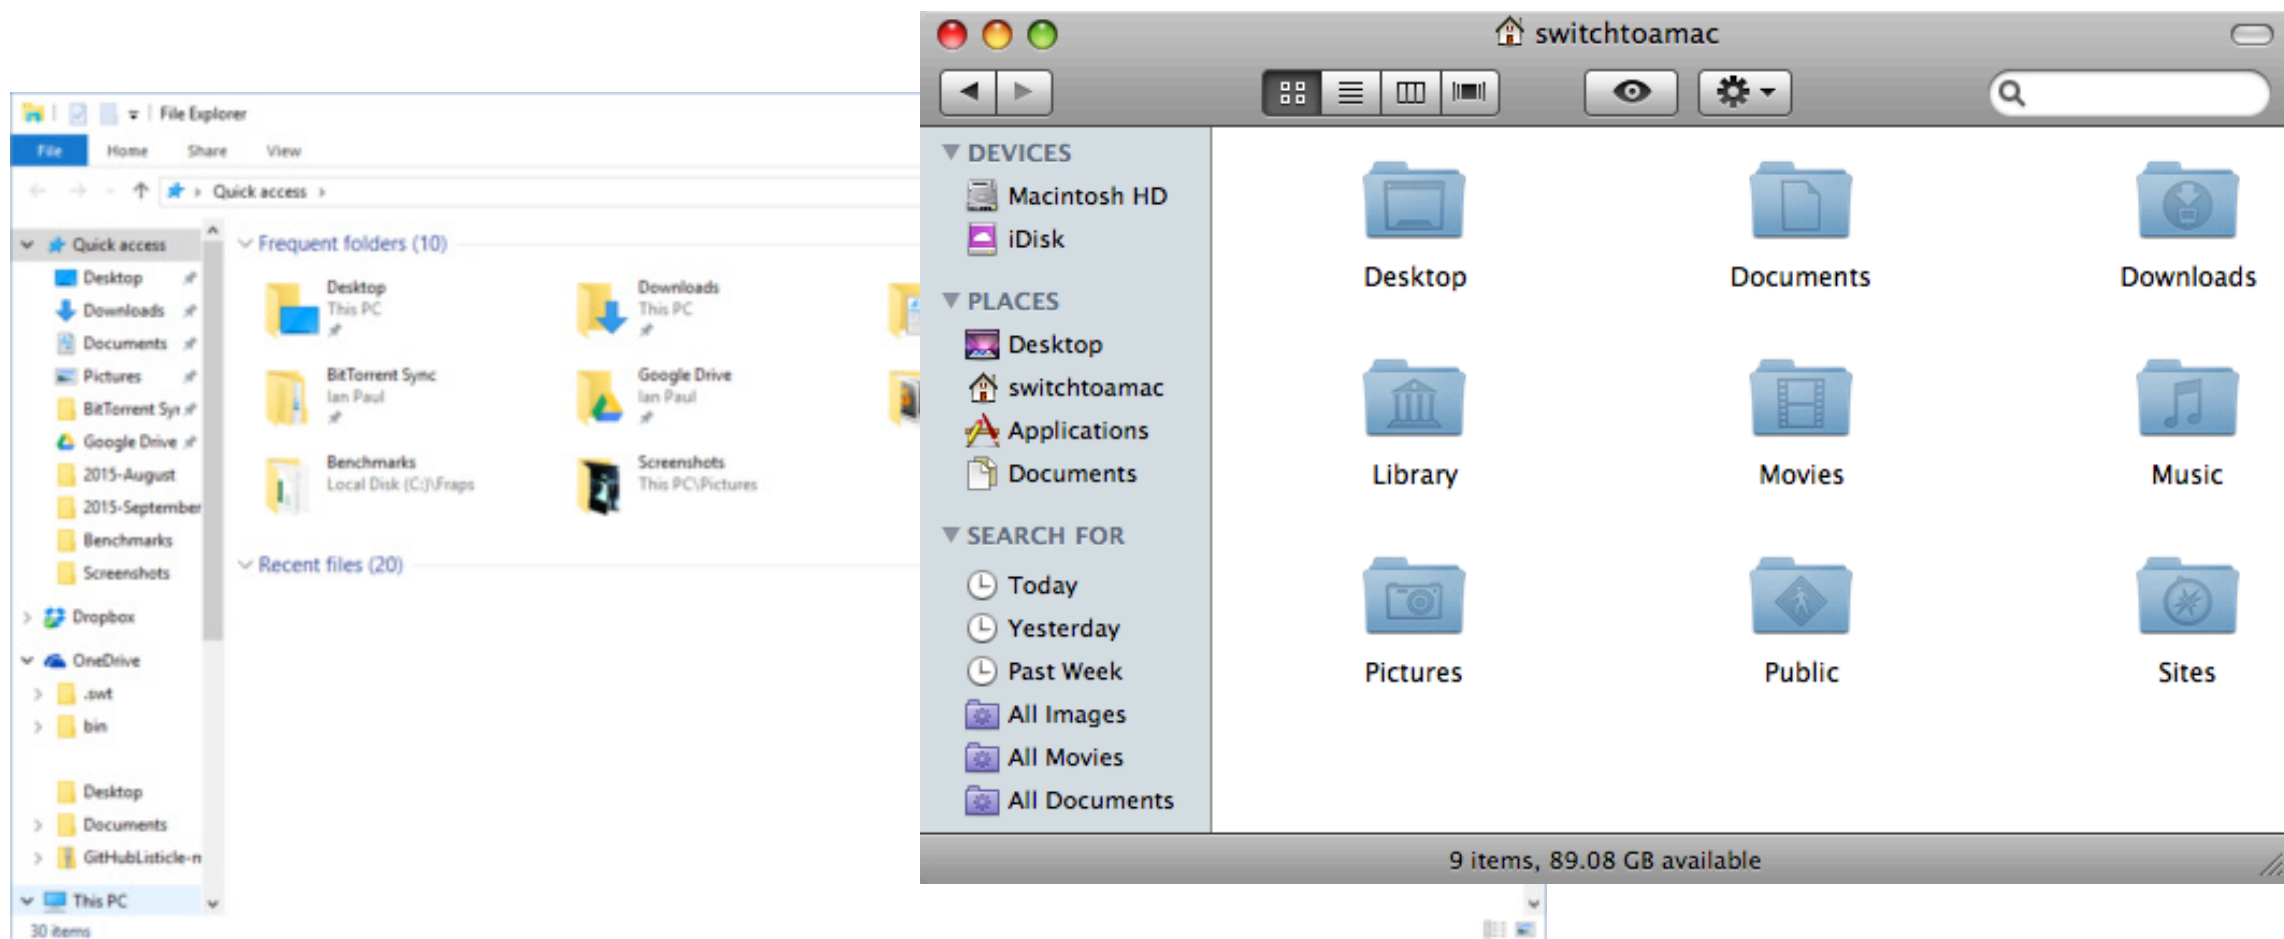 File Explorer
File Home Share View
Quick access
Quick access
Desktop
Downloads
Documents
Pictures
BitTorrent Syn
Google Drive
2015-August
2015-September
Benchmarks
Screenshots
Dropbox
OneDrive
.swt
bin
Desktop
Documents
GitHubListicle-m
This PC
30 items
Frequent folders (10)
Desktop
This PC
Downloads
This PC
BitTorrent Sync
Ian Paul
Google Drive
Ian Paul
Benchmarks
Local Disk (C:)\Fraps
Screenshots
This PC\Pictures
Recent files (20)
switchtoamac
DEVICES
Macintosh HD
iDisk
PLACES
Desktop
switchtoamac
Applications
Documents
SEARCH FOR
Today
Yesterday
Past Week
All Images
All Movies
All Documents
Desktop Documents Downloads
Library Movies Music
Pictures Public Sites
9 items, 89.08 GB available